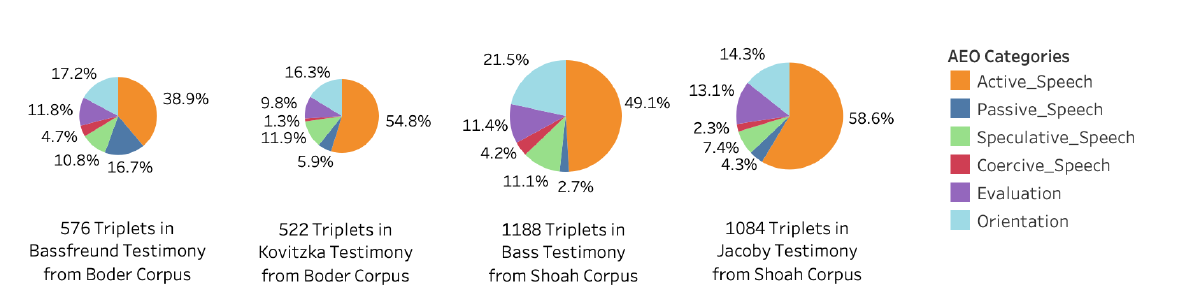 17.2%
38.9%
11.8%
4.7%
10.8%
16.7%
576 Triplets in
Bassfreund Testimony
from Boder Corpus
16.3%
9.8%
1.3%
54.8%
11.9%
5.9%
522 Triplets in
Kovitzka Testimony
from Boder Corpus
21.5%
49.1%
11.4%
4.2%
11.1%
2.7%
1188 Triplets in
Bass Testimony
from Shoah Corpus
14.3%
13.1%
58.6%
2.3%
7.4%
4.3%
1084 Triplets in
Jacoby Testimony
from Shoah Corpus
AEO Categories
Active_Speech
Passive_Speech
Speculative_Speech
Coercive_Speech
Evaluation
Orientation